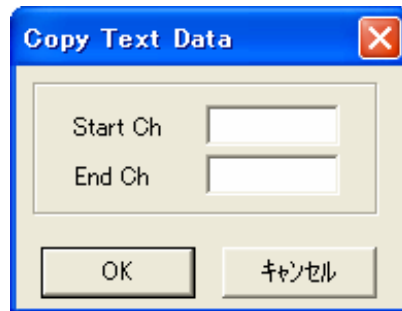 Copy Text Data
Start Ch
End Ch
OK
ｷｬﾝｾﾙ